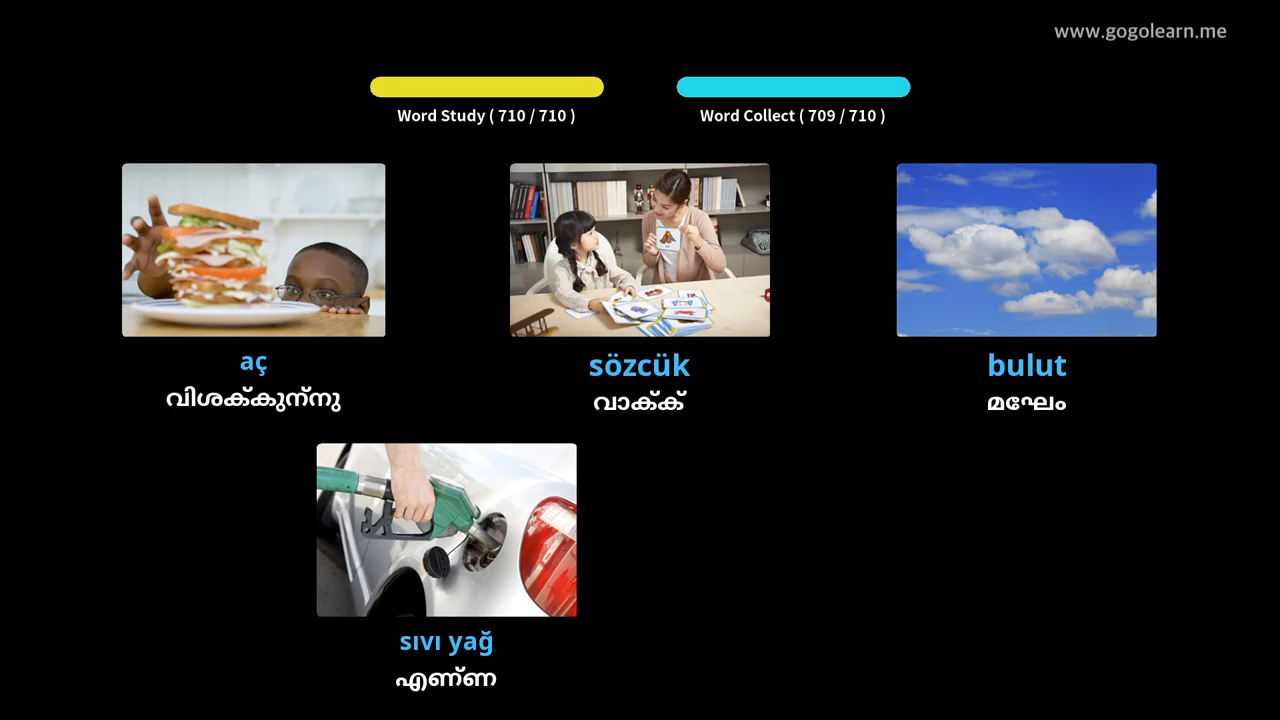 www.gogolearn.me
Word Study ( 710 / 710 )
Word Collect ( 709 / 710 )
aç
വിശക്കുന്നു
sözcük
വാക്ക്
bulut
മേഘം
sıvı yağ
എണ്ണ